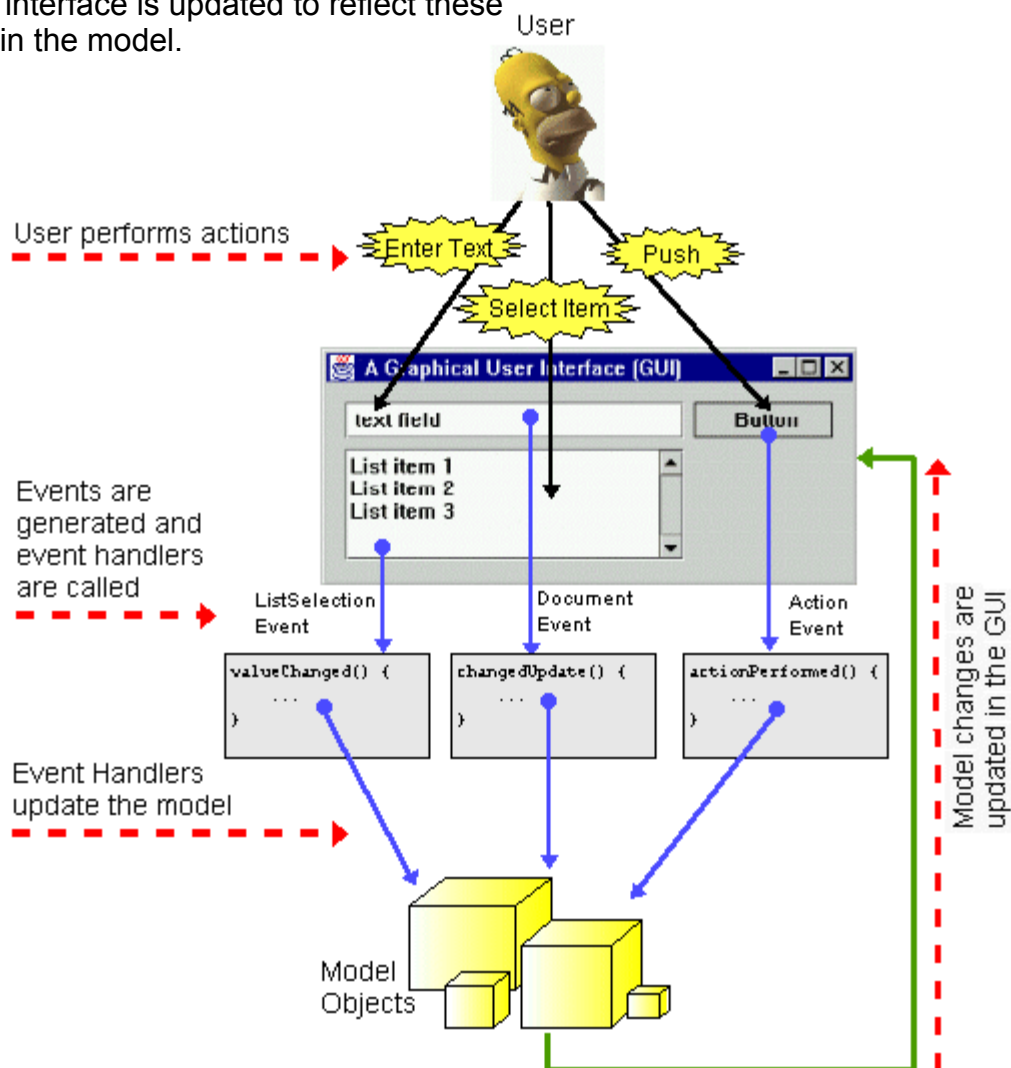 interface is updated to reflect these
in the model.
User
User performs actions
Enter Text
Push
Select Item
A Graphical User Interface (GUI)
text field
Button
List item 1
List item 2
List item 3
Events are
generated and
event handlers
are called
ListSelection
Event
Document
Event
Action
Event
valueChanged() {
...
}
changedUpdate() {
...
}
actionPerformed() {
...
}
Event Handlers
update the model
Model changes are
updated in the GUI
Model
Objects